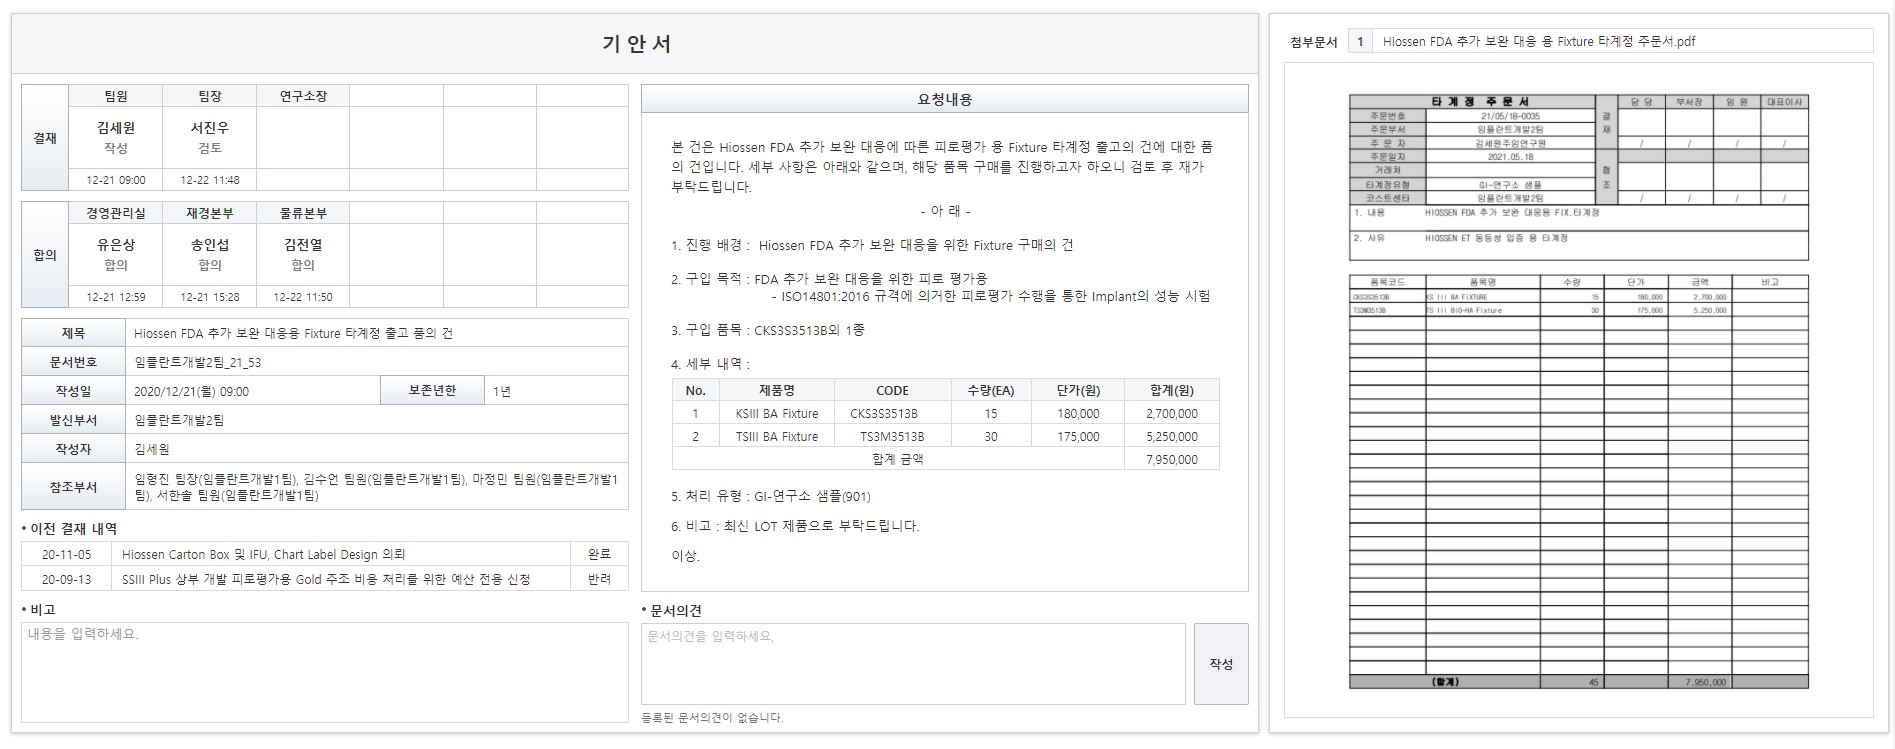 기 안 서
결재
팀원 팀장 연구소장
김세원 서진우
작성 검토
12-21 09:00 12-22 11:48
합의
경영관리실 재경본부 물류본부
유은상 송인섭 김전열
합의 합의 합의
12-21 12:59 12-21 15:28 12-22 11:50
제목 Hiossen FDA 추가 보완 대응용 Fixture 타계정 출고 품의 건
문서번호 임플란트개발2팀_21_53
작성일 2020/12/21(월) 09:00 보존년한 1년
발신부서 임플란트개발2팀
작성자 김세원
참조부서 임형진 팀장(임플란트개발1팀), 김수언 팀원(임플란트개발1팀), 마정민 팀원(임플란트개발1
팀), 서한솔 팀원(임플란트개발1팀)
• 이전 결재 내역
20-11-05 Hiossen Carton Box 및 IFU, Chart Label Design 의뢰 완료
20-09-13 SSIII Plus 상부 개발 피로평가용 Gold 주조 비용 처리를 위한 예산 전용 신청 반려
• 비고
내용을 입력하세요.
요청내용
본 건은 Hiossen FDA 추가 보완 대응에 따른 피로평가 용 Fixture 타계정 출고의 건에 대한 품
의 건입니다. 세부 사항은 아래와 같으며, 해당 품목 구매를 진행하고자 하오니 검토 후 재가
부탁드립니다.
- 아 래 -
1. 진행 배경 : Hiossen FDA 추가 보완 대응을 위한 Fixture 구매의 건
2. 구입 목적 : FDA 추가 보완 대응을 위한 피로 평가용
- ISO14801:2016 규격에 의거한 피로평가 수행을 통한 Implant의 성능 시험
3. 구입 품목 : CKS3S3513B외 1종
4. 세부 내역 :
No. 제품명 CODE 수량(EA) 단가(원) 합계(원)
1 KSIII BA Fixture CKS3S3513B 15 180,000 2,700,000
2 TSIII BA Fixture TS3M3513B 30 175,000 5,250,000
합계 금액 7,950,000
5. 처리 유형 : GI-연구소 샘플(901)
6. 비고 : 최신 LOT 제품으로 부탁드립니다.
이상.
• 문서의견
문서의견을 입력하세요,
작성
등록된 문서의견이 없습니다.
첨부문서 1 Hiossen FDA 추가 보완 대응 용 Fixture 타계정 주문서.pdf
타 계 정 주 문 서
결 재
담 당 부서장 임 원 대표이사
주문번호 21/05/18-0035
주문부서 임플란트개발2팀
주 문 자 김세원주임연구원
/ / / /
주문일자 2021.05.18
거래처
협 조
타계정유형 GI-연구소 샘플
코스트센타 임플란트개발2팀
/ / / /
1. 내용 HIOSSEN FDA 추가 보완 대응용 FIX.타계정
2. 사유 HIOSSEN ET 동등성 입증 용 타계정
품목코드 품목명 수량 단가 금액 비고
CKS3S3513B KS III BA FIXTURE 15 180,000 2,700,000
TS3M3513B TS III BIO-HA Fixture 30 175,000 5,250,000
(합계) 45 7,950,000